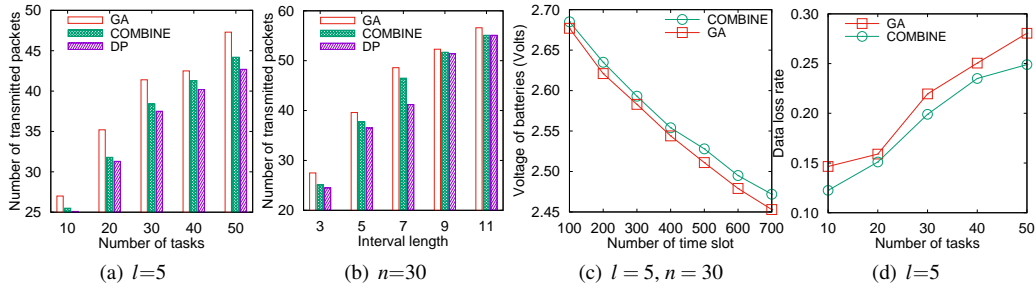 GA
COMBINE
DP
Number of transmitted packets
50
45
40
35
30
25
10 20 30 40 50
Number of tasks
(a) l=5
GA
COMBINE
DP
Number of transmitted packets
60
50
40
30
20
3 5 7 9 11
Interval length
(b) n=30
COMBINE
GA
Voltage of batteries (Volts)
2.70
2.65
2.60
2.55
2.50
2.45
100 200 300 400 500 600 700
Number of time slot
(c) l = 5, n = 30
GA
COMBINE
Data loss rate
0.30
0.25
0.20
0.15
0.10
10 20 30 40 50
Number of tasks
(d) l=5